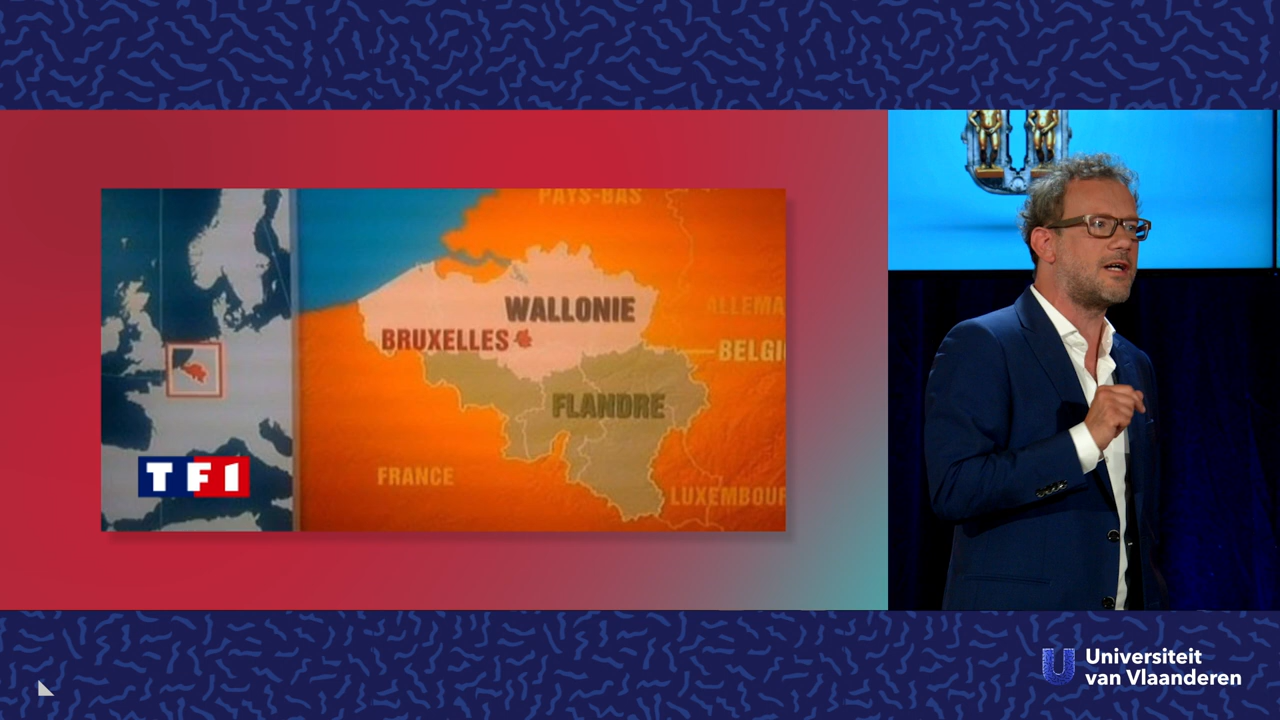 PAYS-BAS
WALLONIE
ALLEMA
BRUXELLES
BELGI
FLANDRE
FRANCE
LUXEMBOUR
TF1
Universiteit
van Vlaanderen